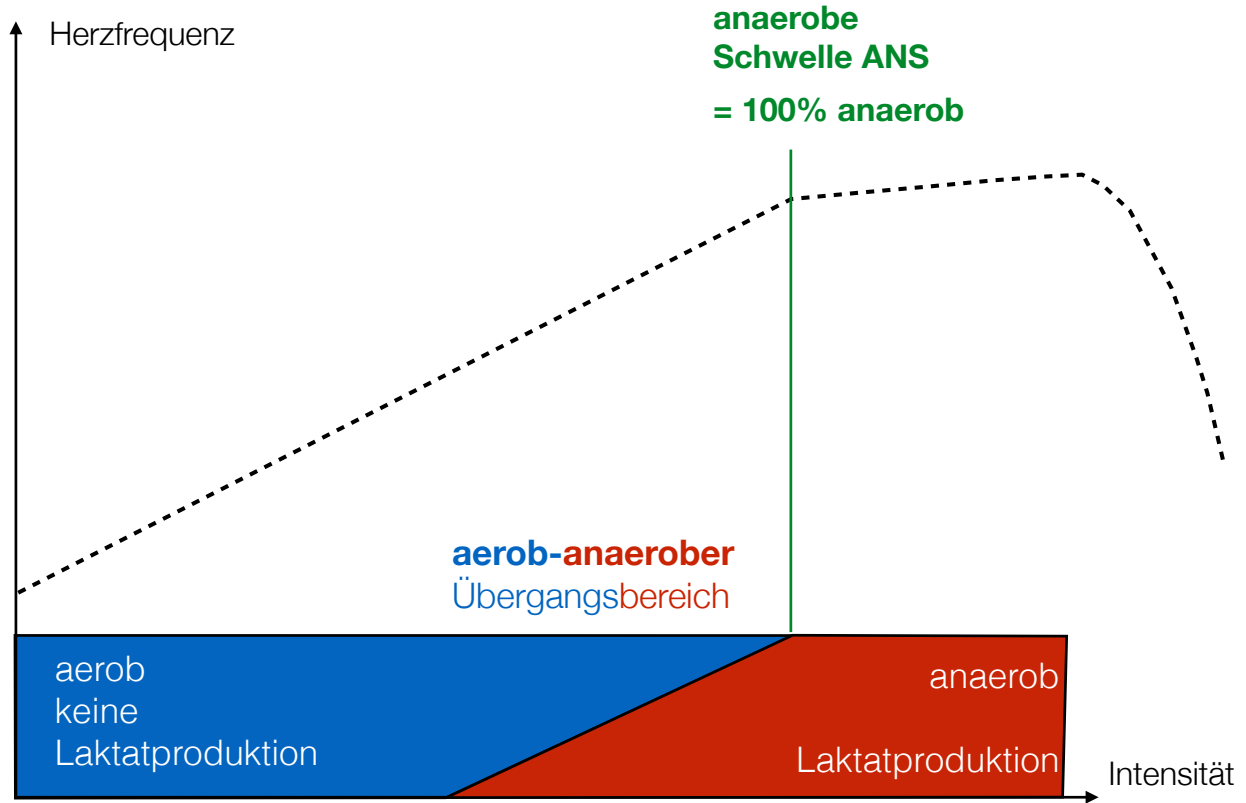 Herzfrequenz
anaerobe
Schwelle ANS
= 100% anaerob
aerob-anaerober
Übergangsbereich
aerob
keine
Laktatproduktion
anaerob
Laktatproduktion
Intensität